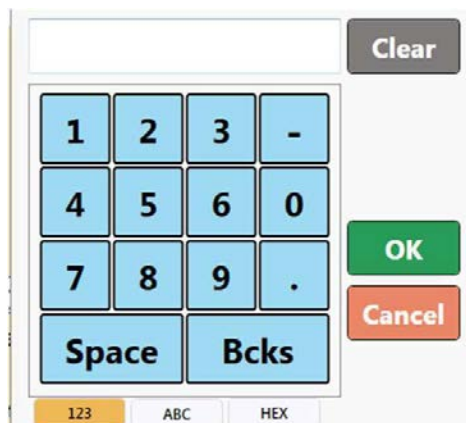 Clear
1 2 3 -
4 5 6 0
OK
7 8 9 .
Cancel
Space Bcks
123 ABC HEX